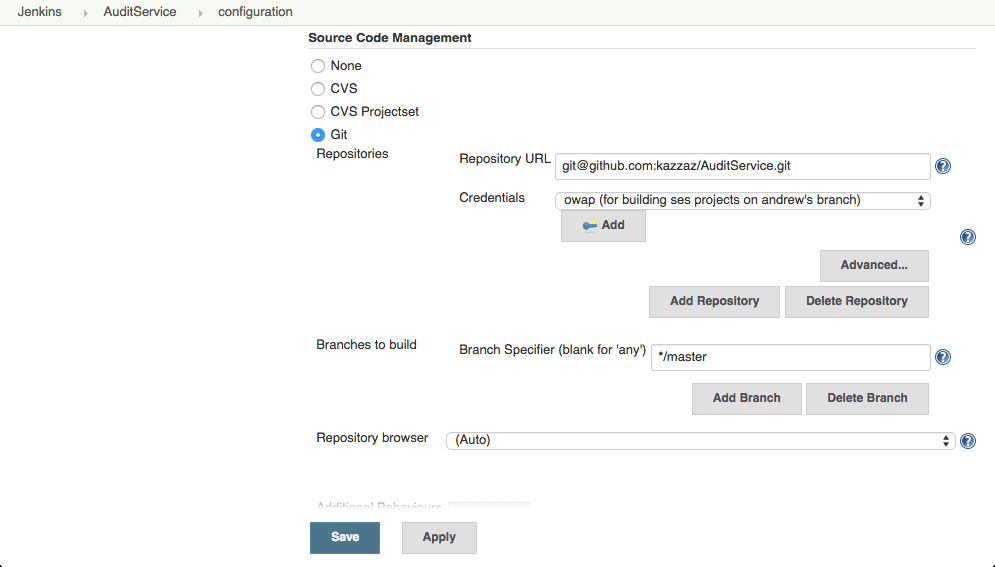 Jenkins AuditService configuration
Source Code Management
None
CVS
CVS Projectset
Git
Repositories
Repository URL git@github.com:kazzaz/AuditService.git
Credentials owap (for building ses projects on andrew's branch)
Add
Advanced...
Add Repository Delete Repository
Branches to build
Branch Specifier (blank for 'any') */master
Add Branch Delete Branch
Repository browser (Auto)
Additional Behaviours
Save Apply